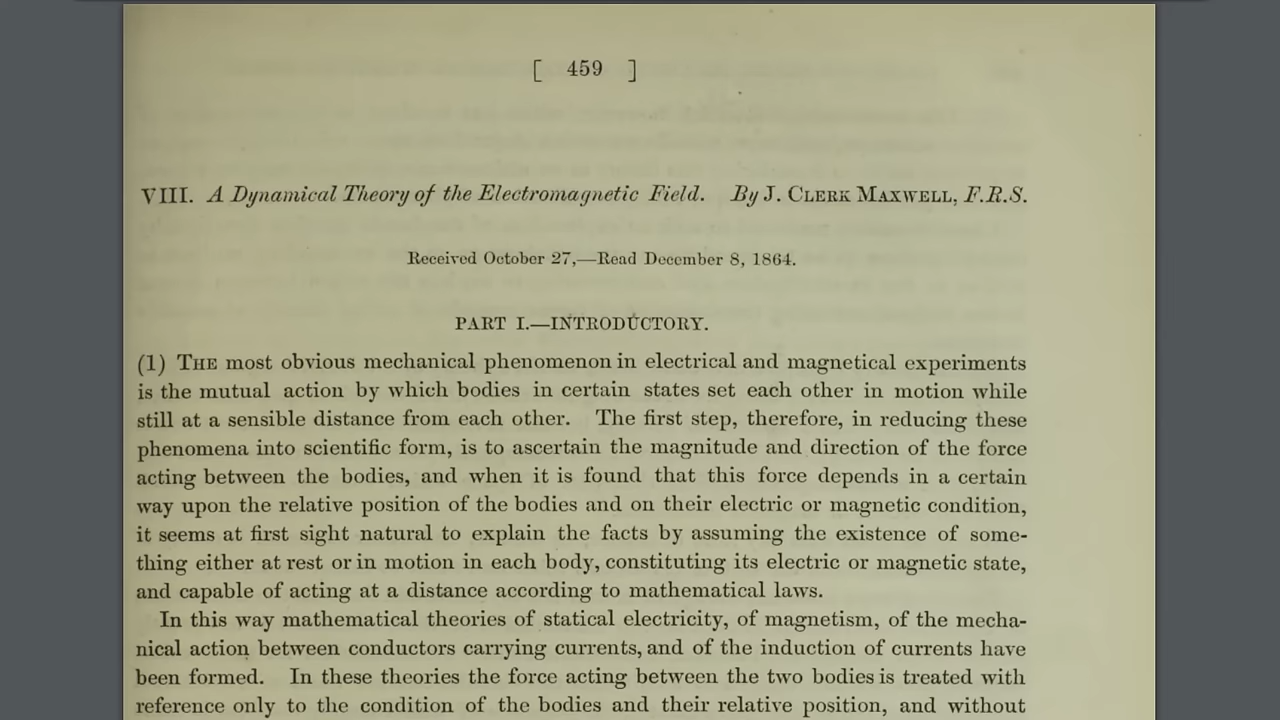 [ 459 ]
VIII. A Dynamical Theory of the Electromagnetic Field. By J. CLERK MAXWELL, F.R.S.
Received October 27,—Read December 8, 1864.
PART I.—INTRODUCTORY.
(1) THE most obvious mechanical phenomenon in electrical and magnetical experiments
is the mutual action by which bodies in certain states set each other in motion while
still at a sensible distance from each other. The first step, therefore, in reducing these
phenomena into scientific form, is to ascertain the magnitude and direction of the force
acting between the bodies, and when it is found that this force depends in a certain
way upon the relative position of the bodies and on their electric or magnetic condition,
it seems at first sight natural to explain the facts by assuming the existence of some-
thing either at rest or in motion in each body, constituting its electric or magnetic state,
and capable of acting at a distance according to mathematical laws.
In this way mathematical theories of statical electricity, of magnetism, of the mecha-
nical action between conductors carrying currents, and of the induction of currents have
been formed. In these theories the force acting between the two bodies is treated with
reference only to the condition of the bodies and their relative position, and without